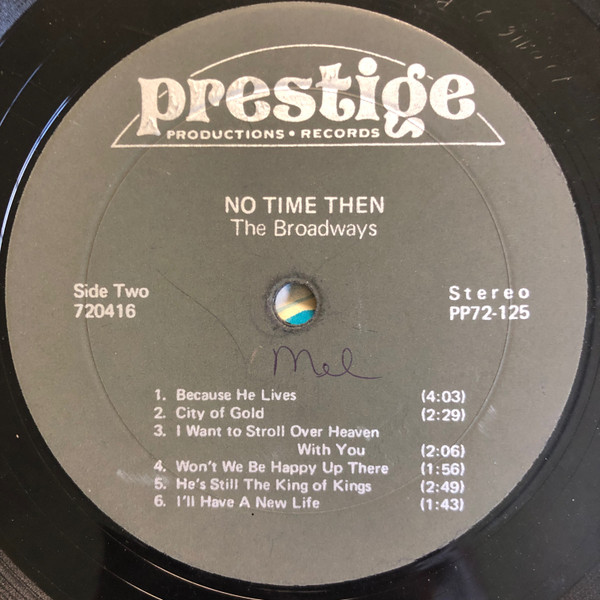 prestige
PRODUCTIONS • RECORDS
NO TIME THEN
The Broadways
Side Two
720416
Stereo
PP72-125
Mel
1. Because He Lives (4:03)
2. City of Gold (2:29)
3. I Want to Stroll Over Heaven
With You (2:06)
4. Won't We Be Happy Up There (1:56)
5. He's Still The King of Kings (2:49)
6. I'll Have A New Life (1:43)